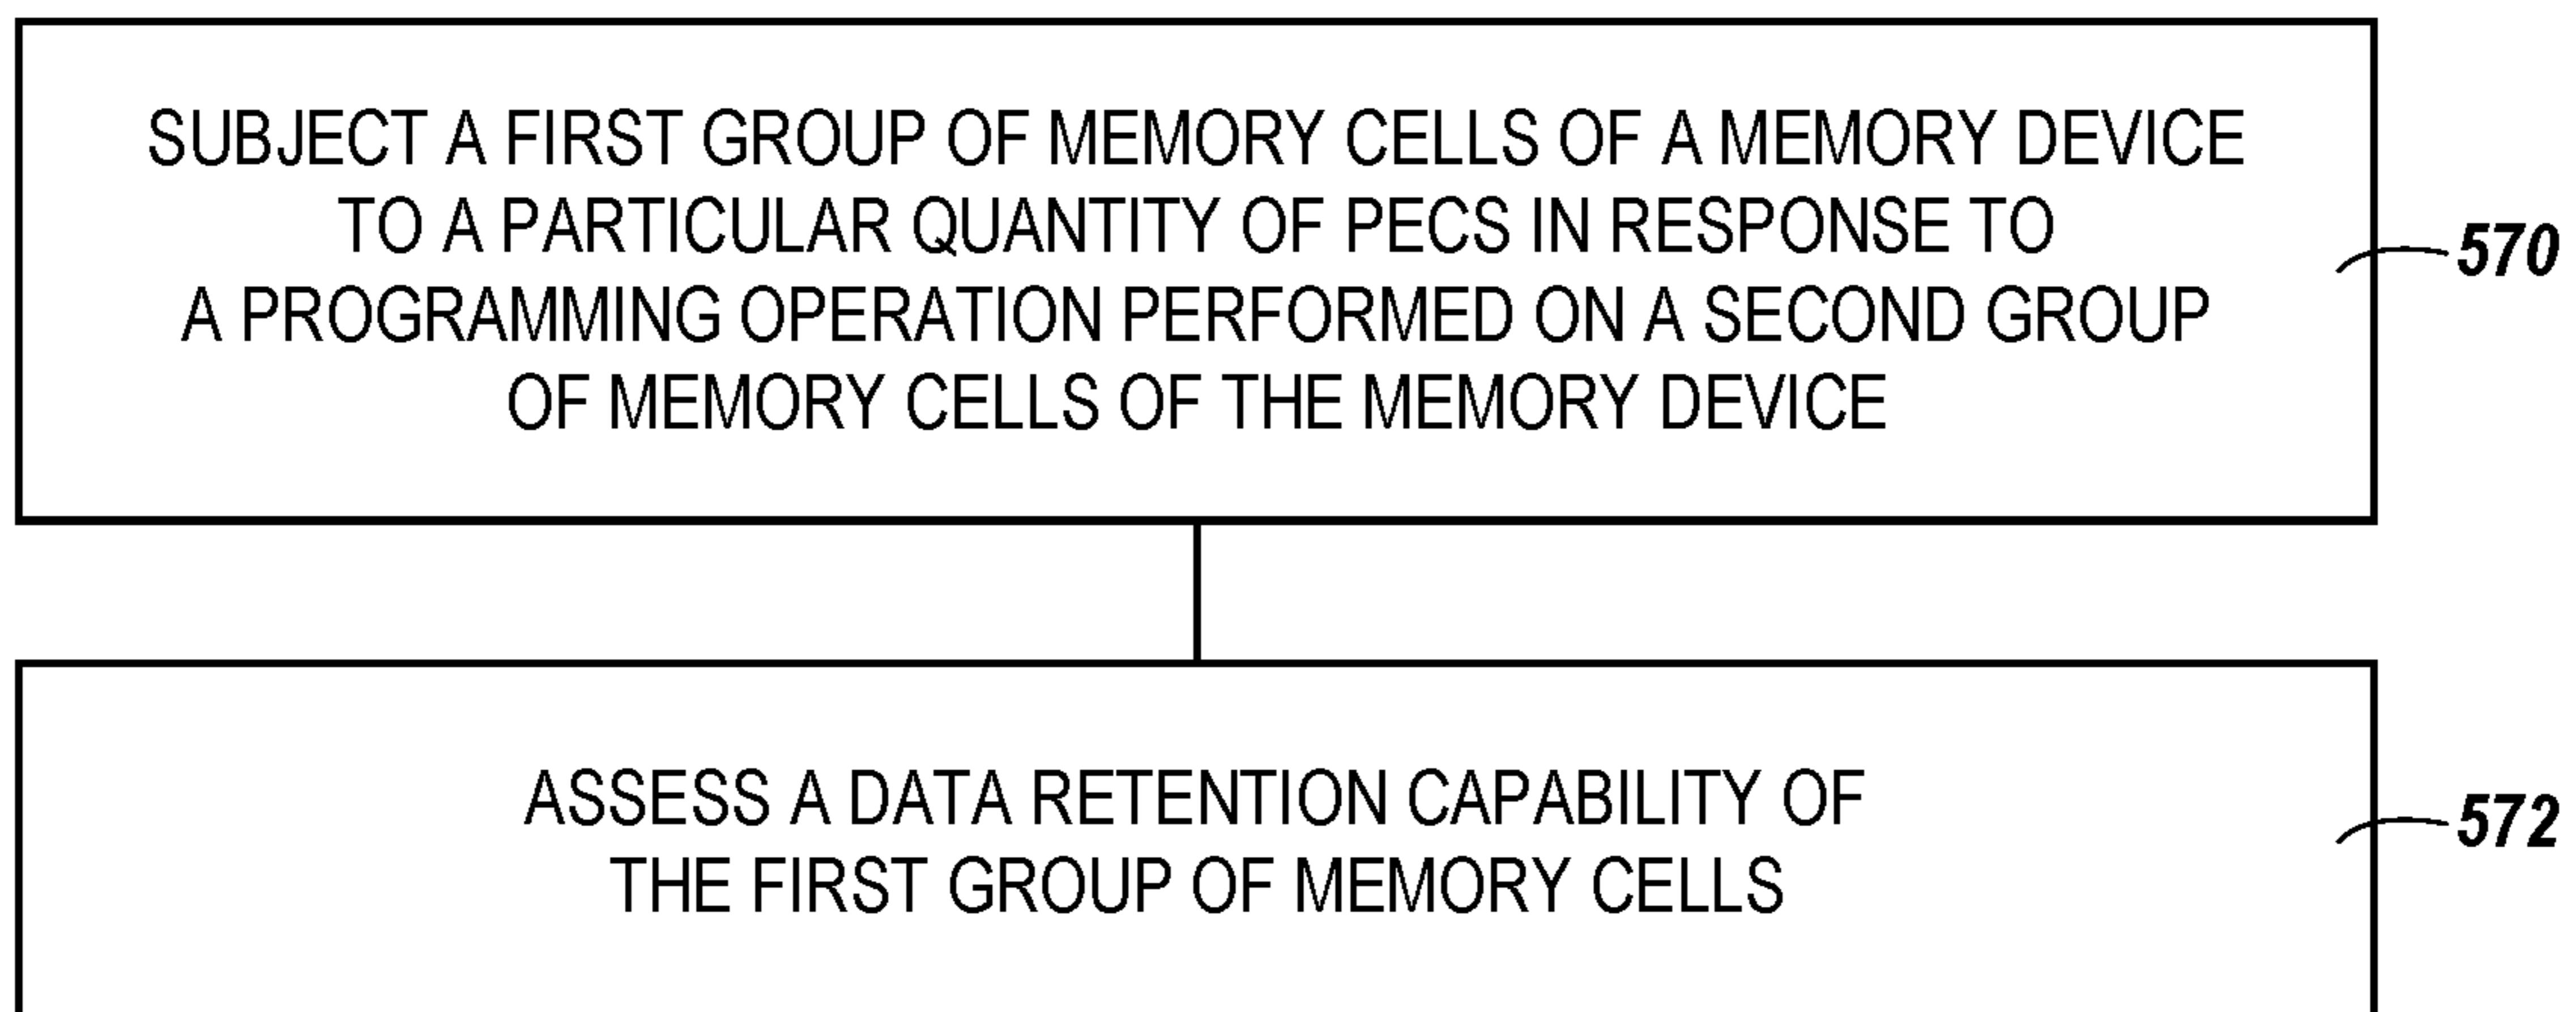 SUBJECT A FIRST GROUP OF MEMORY CELLS OF A MEMORY DEVICE
TO A PARTICULAR QUANTITY OF PECS IN RESPONSE TO
A PROGRAMMING OPERATION PERFORMED ON A SECOND GROUP
OF MEMORY CELLS OF THE MEMORY DEVICE
570
ASSESS A DATA RETENTION CAPABILITY OF
THE FIRST GROUP OF MEMORY CELLS
572